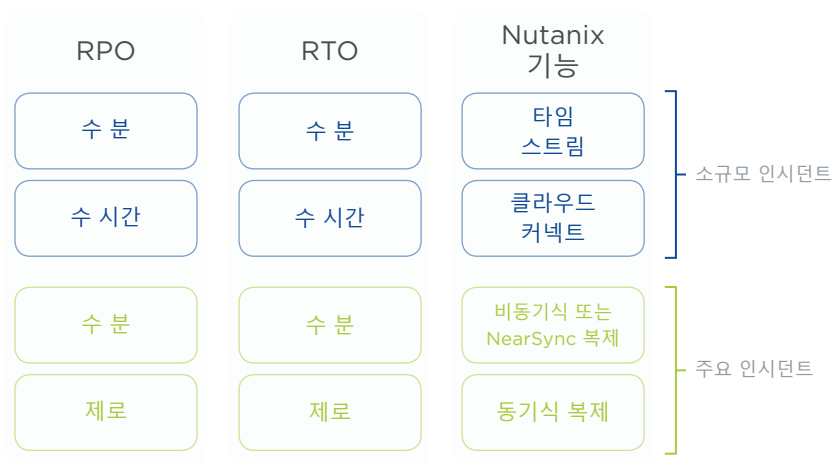 RPO
RTO
Nutanix
기능
수 분
수 분
타임
스트림
수 시간
수 시간
클라우드
커넥트
소규모 인시던트
수 분
수 분
비동기식 또는
NearSync 복제
제로
제로
동기식 복제
주요 인시던트